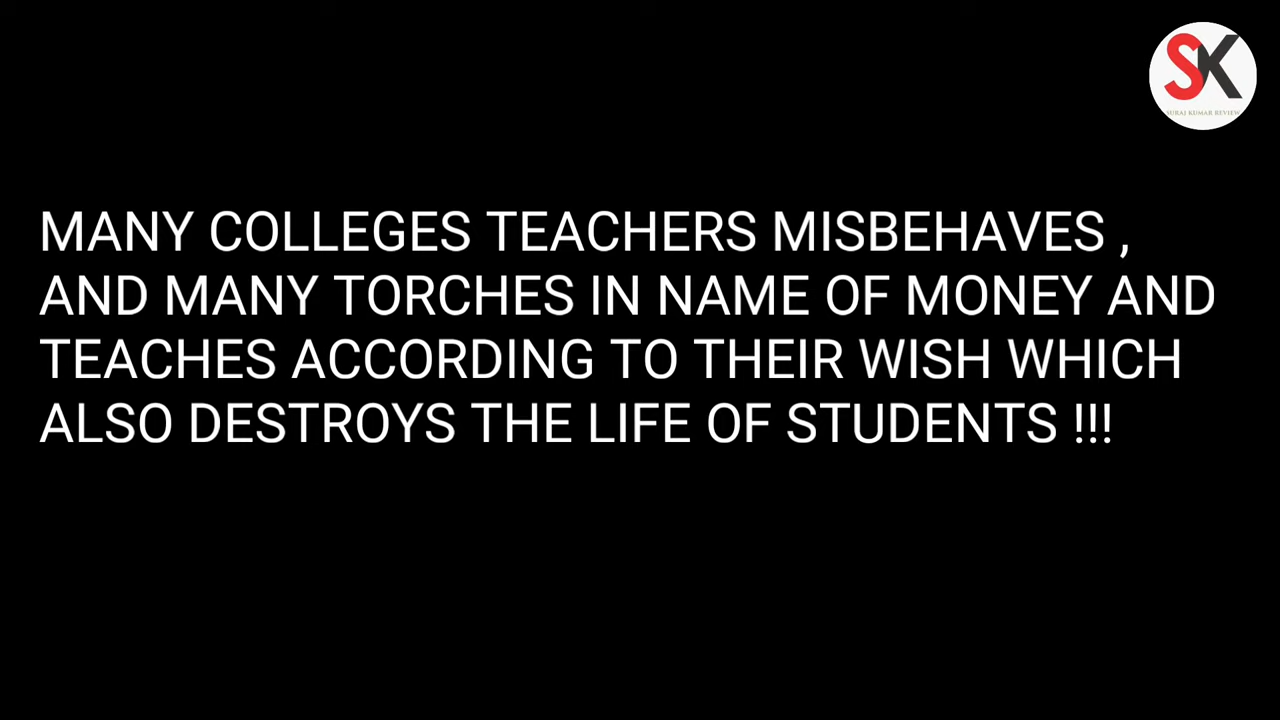 SK
SURAJ KUMAR REVIEW
MANY COLLEGES TEACHERS MISBEHAVES ,
AND MANY TORCHES IN NAME OF MONEY AND
TEACHES ACCORDING TO THEIR WISH WHICH
ALSO DESTROYS THE LIFE OF STUDENTS !!!